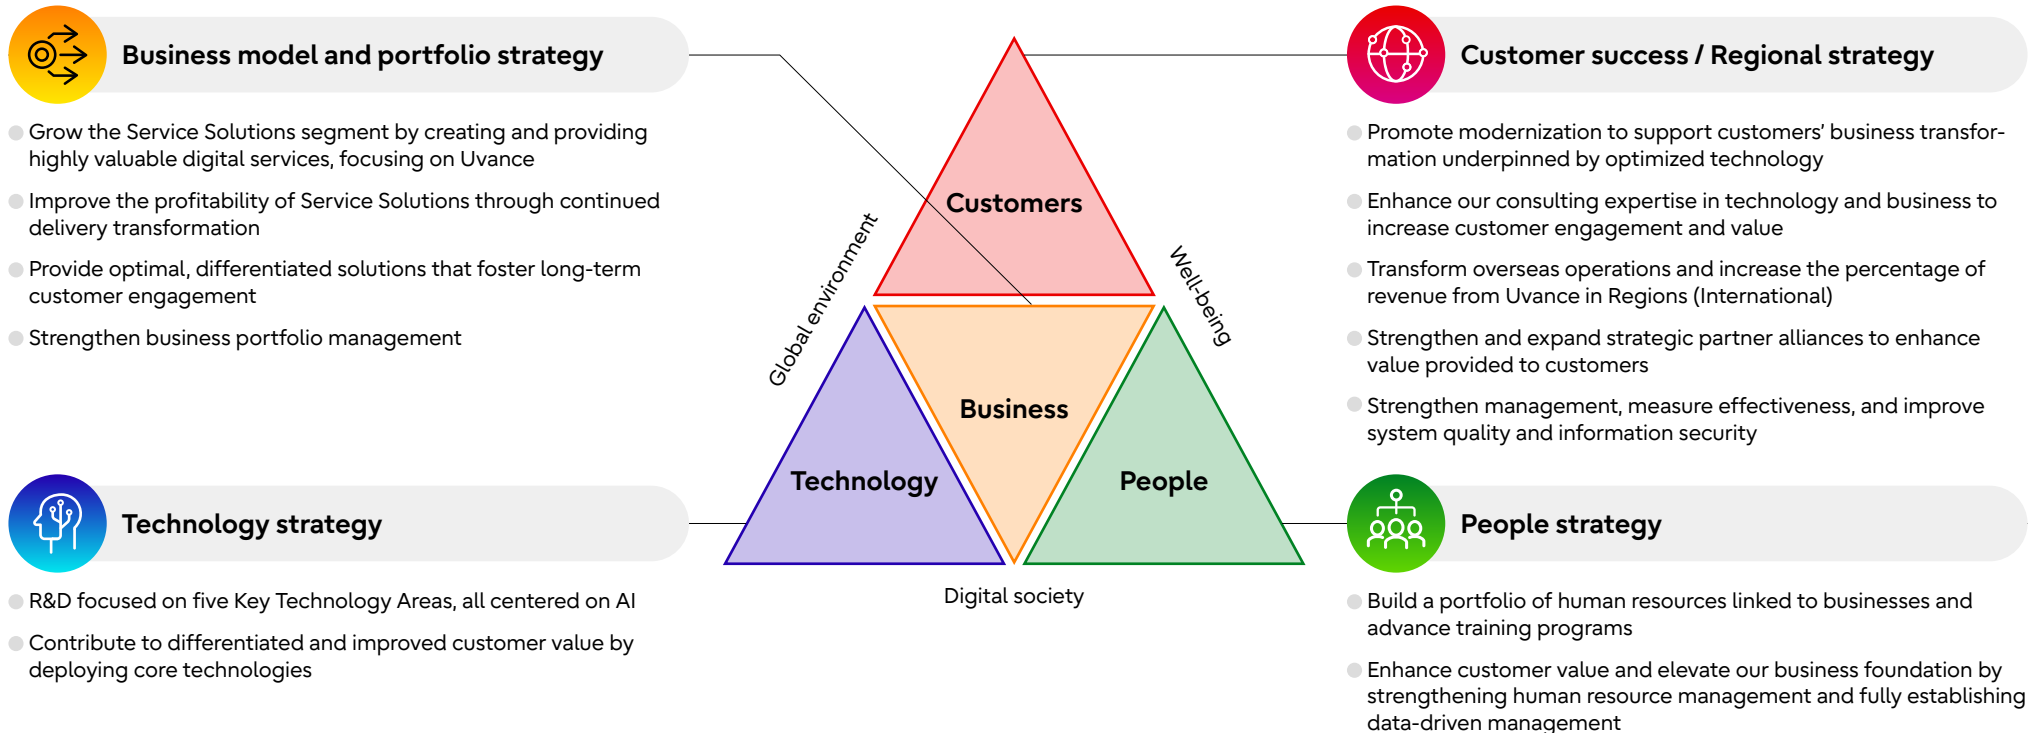 Business model and portfolio strategy
Grow the Service Solutions segment by creating and providing
highly valuable digital services, focusing on Uvance
Improve the profitability of Service Solutions through continued
delivery transformation
Provide optimal, differentiated solutions that foster long-term
customer engagement
Strengthen business portfolio management
Technology strategy
R&D focused on five Key Technology Areas, all centered on AI
Contribute to differentiated and improved customer value by
deploying core technologies
Customers
Global environment
Well-being
Business
Technology
People
Digital society
Customer success / Regional strategy
Promote modernization to support customers’ business transfor-
mation underpinned by optimized technology
Enhance our consulting expertise in technology and business to
increase customer engagement and value
Transform overseas operations and increase the percentage of
revenue from Uvance in Regions (International)
Strengthen and expand strategic partner alliances to enhance
value provided to customers
Strengthen management, measure effectiveness, and improve
system quality and information security
People strategy
Build a portfolio of human resources linked to businesses and
advance training programs
Enhance customer value and elevate our business foundation by
strengthening human resource management and fully establishing
data-driven management